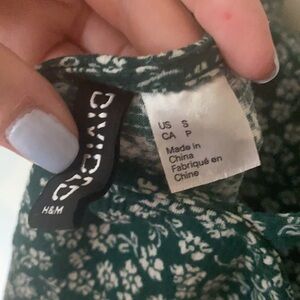 DIVIDED
H&M
US S
CA P
Made in
China
Fabriqué en
Chine